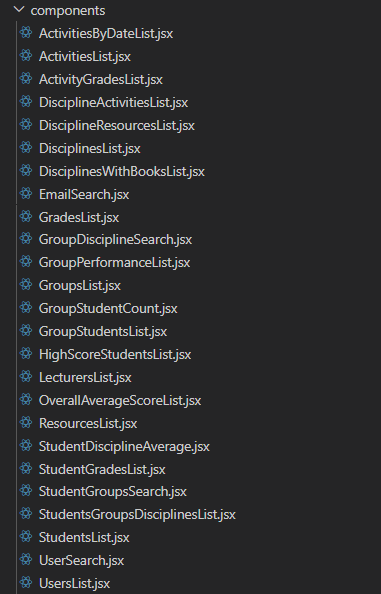 components
ActivitiesByDateList.jsx
ActivitiesList.jsx
ActivityGradesList.jsx
DisciplineActivitiesList.jsx
DisciplineResourcesList.jsx
DisciplinesList.jsx
DisciplinesWithBooksList.jsx
EmailSearch.jsx
GradesList.jsx
GroupDisciplineSearch.jsx
GroupPerformanceList.jsx
GroupsList.jsx
GroupStudentCount.jsx
GroupStudentsList.jsx
HighScoreStudentsList.jsx
LecturersList.jsx
OverallAverageScoreList.jsx
ResourcesList.jsx
StudentDisciplineAverage.jsx
StudentGradesList.jsx
StudentGroupsSearch.jsx
StudentsGroupsDisciplinesList.jsx
StudentsList.jsx
UserSearch.jsx
UsersList.jsx